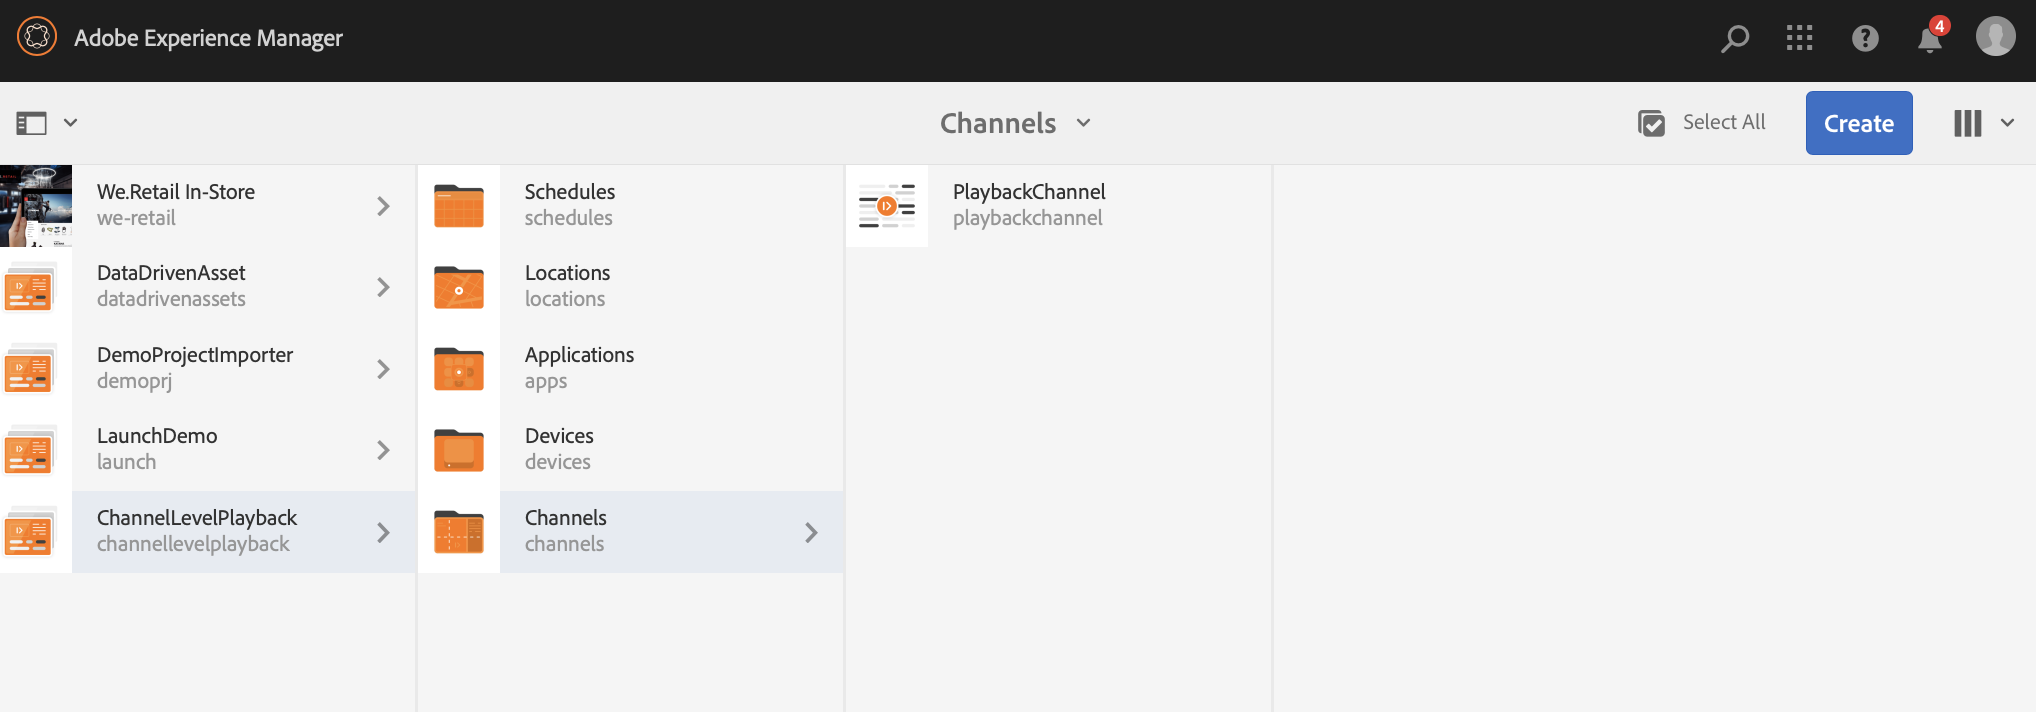 Adobe Experience Manager
4
Channels
Select All
Create
We.Retail In-Store
we-retail
DataDrivenAsset
datadrivenassets
DemoProjectImporter
demoprj
LaunchDemo
launch
ChannelLevelPlayback
channellevelplayback
Schedules
schedules
Locations
locations
Applications
apps
Devices
devices
Channels
channels
PlaybackChannel
playbackchannel